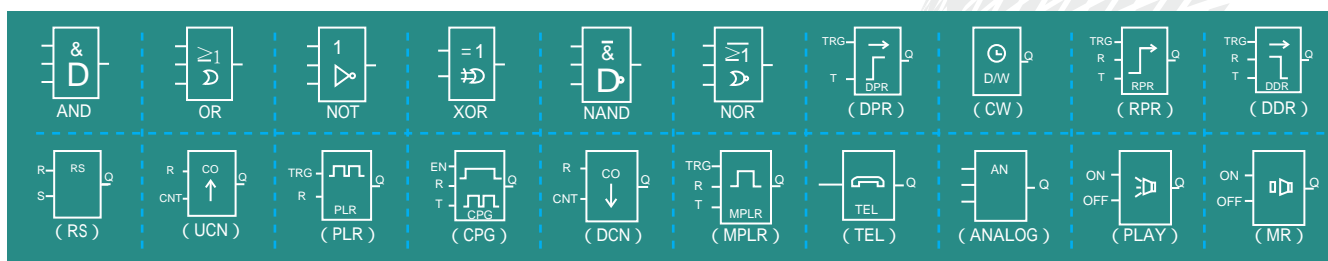 &
AND
≥1
OR
1
NOT
=1
XOR
&
NAND
≥1
NOR
TRG
T
Q
DPR
( DPR )
D/W
Q
( CW )
TRG
R
T
Q
RPR
( RPR )
TRG
R
T
Q
DDR
( DDR )
R
S
RS
Q
( RS )
R
CNT
CO
Q
( UCN )
TRG
R
Q
PLR
( PLR )
EN
R
T
Q
CPG
( CPG )
R
CNT
CO
Q
( DCN )
TRG
R
T
Q
MPLR
( MPLR )
Q
TEL
( TEL )
AN
Q
( ANALOG )
ON
OFF
Q
( PLAY )
ON
OFF
Q
( MR )